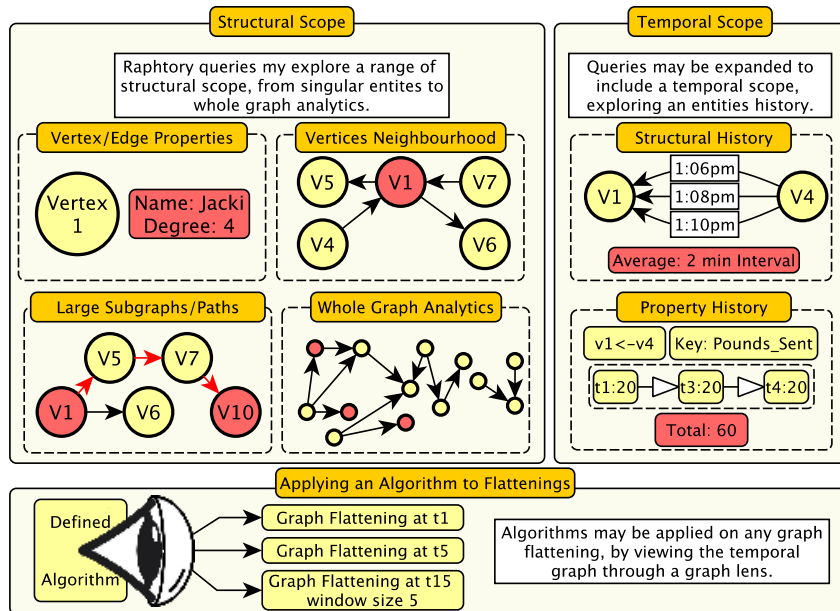 Structural Scope
Raphtory queries my explore a range of
structural scope, from singular entites to
whole graph analytics.
Vertex/Edge Properties
Vertex
1
Name: Jacki
Degree: 4
Vertices Neighbourhood
V5
V1
V7
V4
V6
Large Subgraphs/Paths
V5
V7
V1
V6
V10
Whole Graph Analytics
Temporal Scope
Queries may be expanded to
include a temporal scope,
exploring an entities history.
Structural History
1:06pm
V1
1:08pm
V4
1:10pm
Average: 2 min Interval
Property History
v1<-v4
Key: Pounds_Sent
t1:20
t3:20
t4:20
Total: 60
Applying an Algorithm to Flattenings
Defined
Algorithm
Graph Flattening at t1
Graph Flattening at t5
Graph Flattening at t15
window size 5
Algorithms may be applied on any graph
flattening, by viewing the temporal
graph through a graph lens.